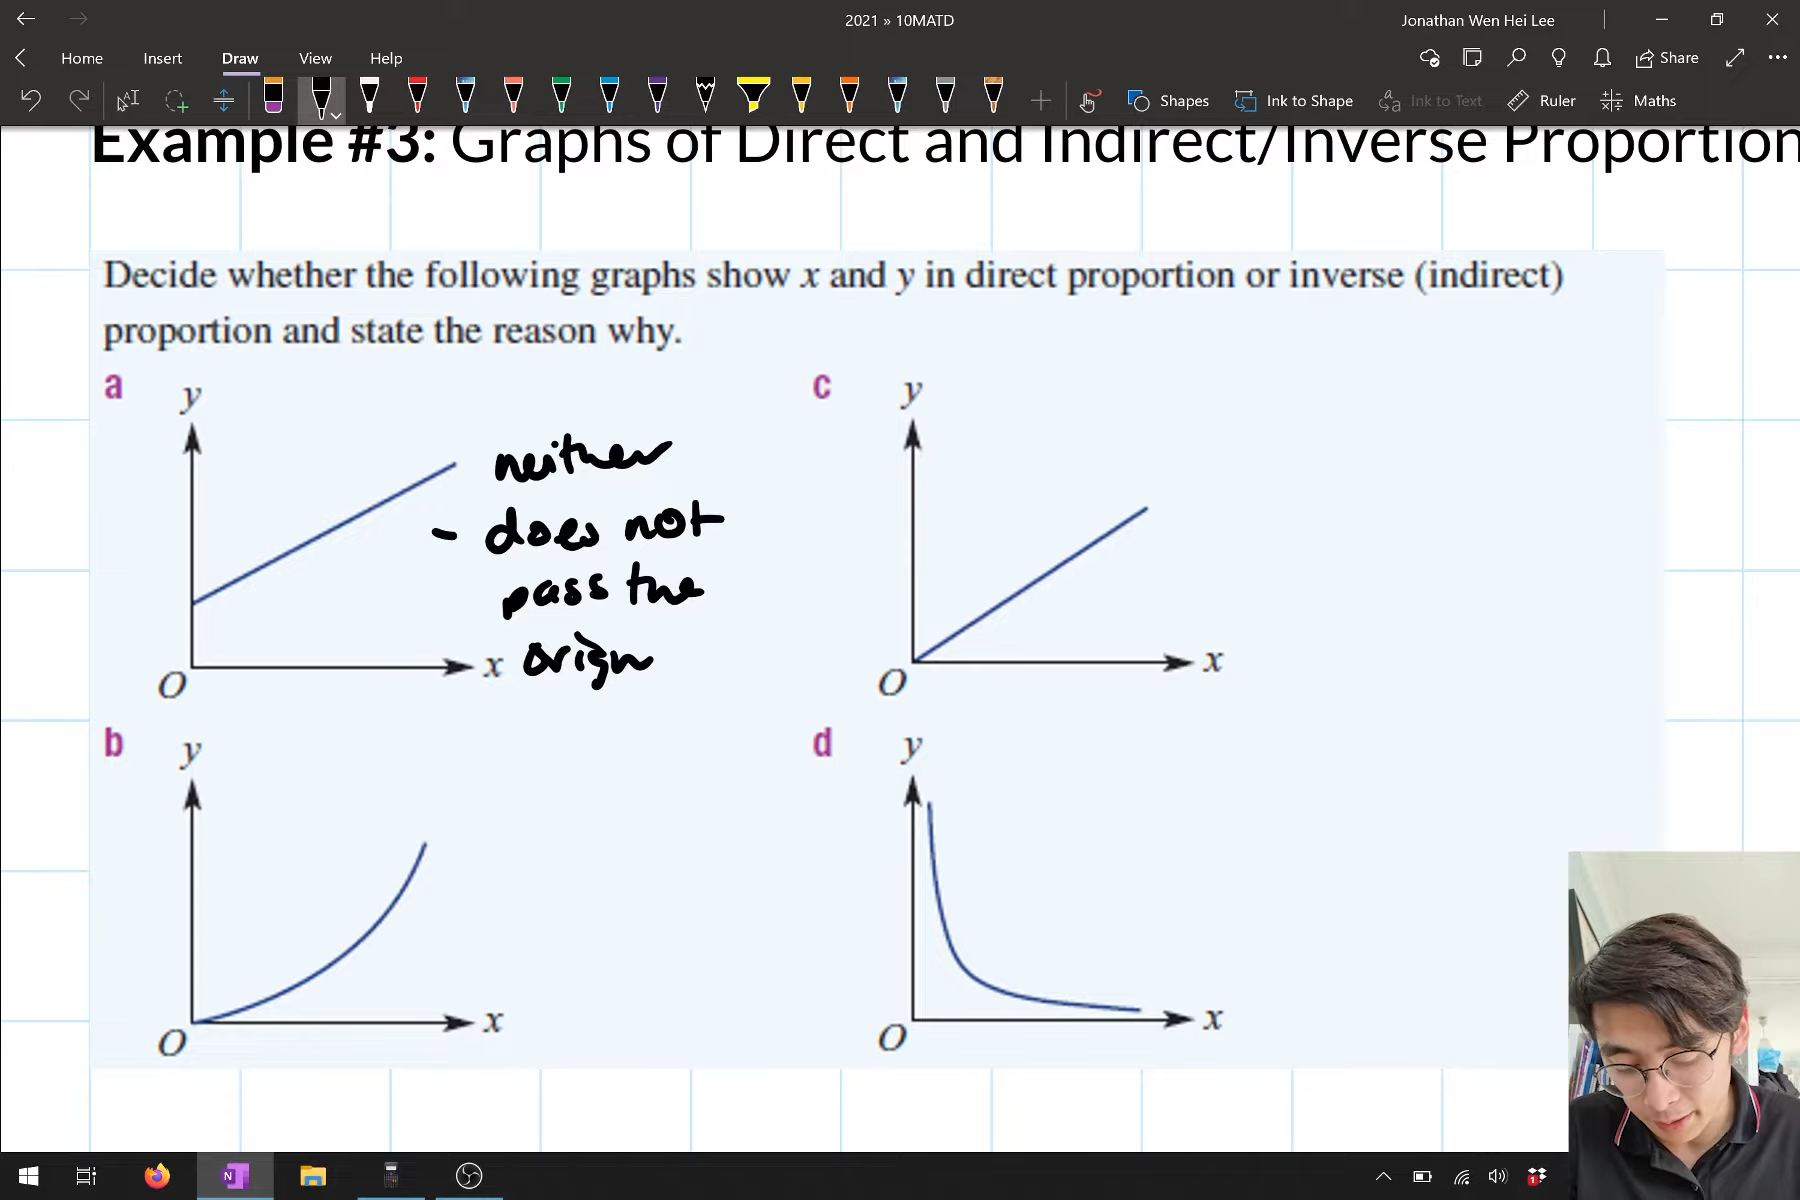 2021 » 10MATD
Jonathan Wen Hei Lee
Home Insert Draw View Help
Share
Shapes Ink to Shape Ink to Text Ruler Maths
Example #3: Graphs of Direct and Indirect/Inverse Proportion
Decide whether the following graphs show x and y in direct proportion or inverse (indirect)
proportion and state the reason why.
a
y
neither
- does not
pass the
origin
x
O
c
y
x
O
b
y
x
O
d
y
x
O